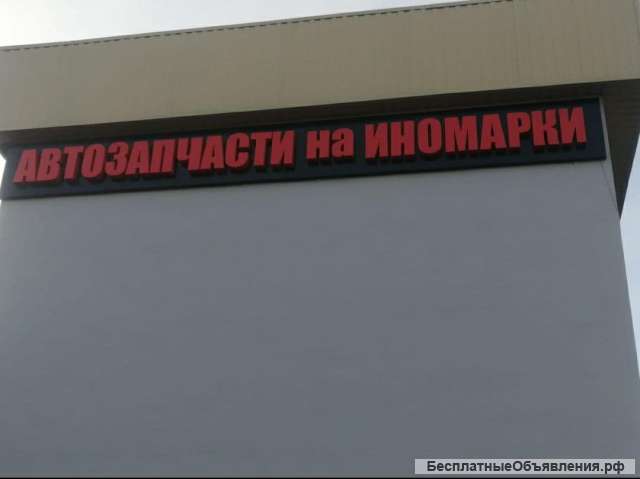 АВТОЗАПЧАСТИ на ИНОМАРКИ
БесплатныеОбъявления.рф